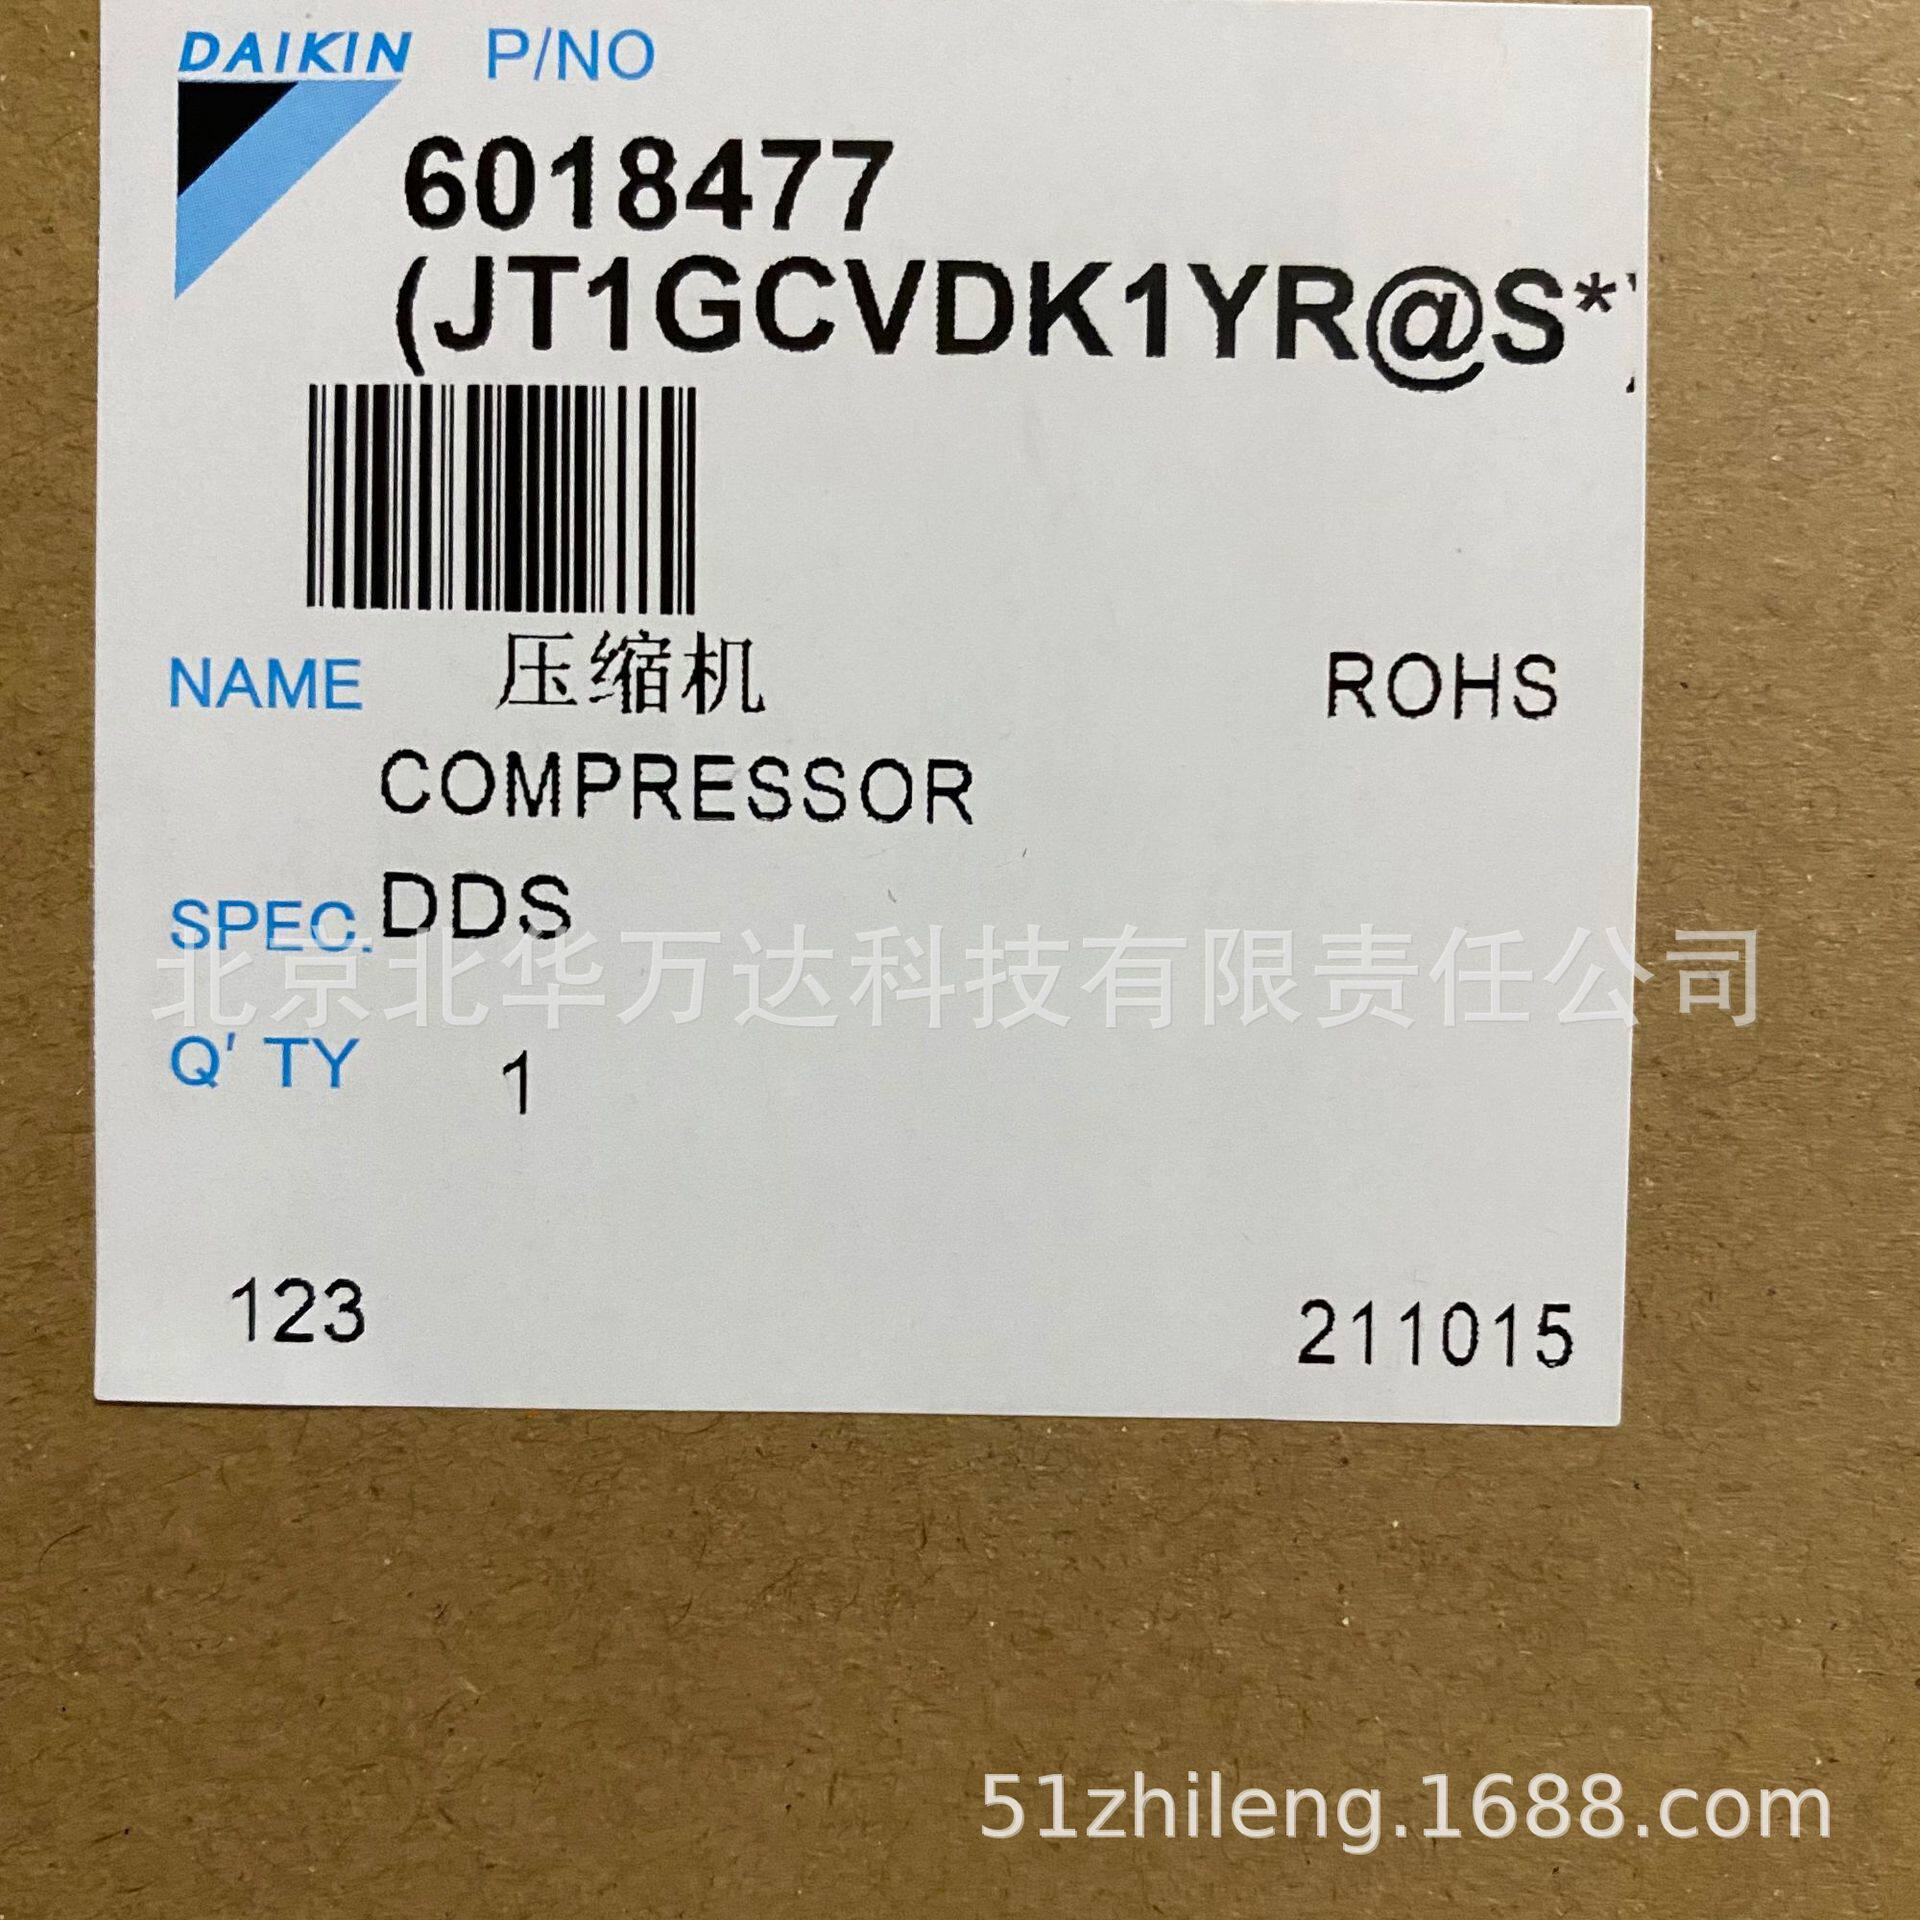 DAIKIN P/NO
6018477
(JT1GCVDK1YR@S*)
NAME 压缩机 ROHS
COMPRESSOR
SPEC. DDS
北京北华万达科技有限责任公司
Q' TY 1
123 211015
51zhileng.1688.com